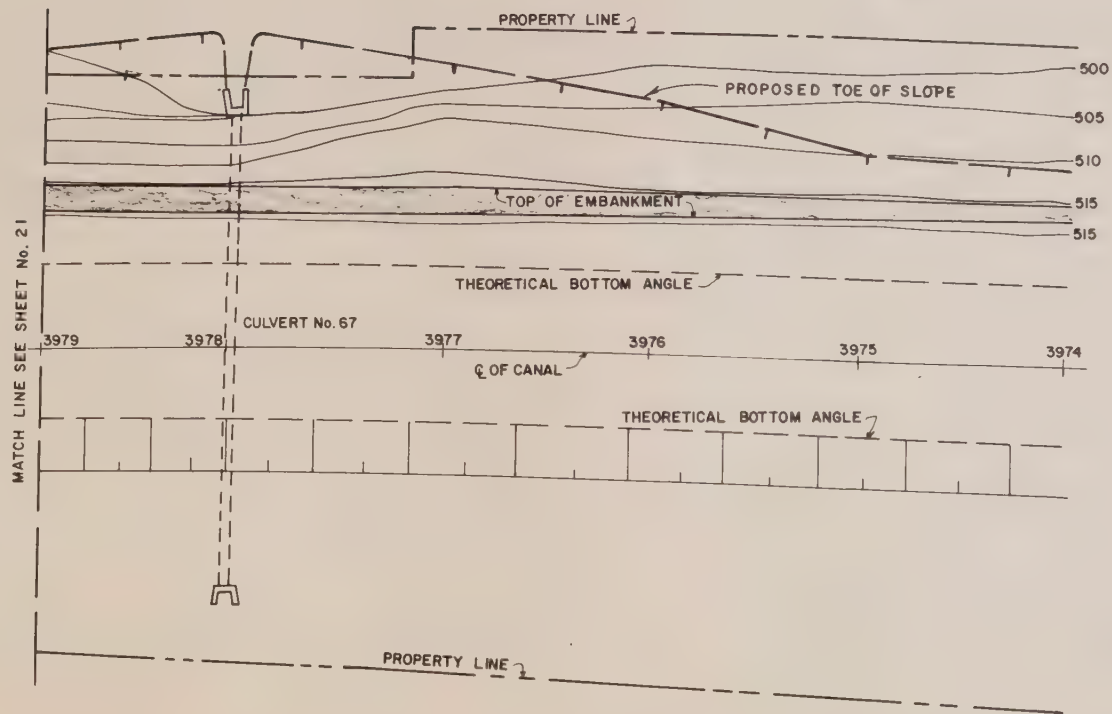 PROPERTY LINE
500
PROPOSED TOE OF SLOPE
505
510
515
TOP OF EMBANKMENT
515
MATCH LINE SEE SHEET No. 21
THEORETICAL BOTTOM ANGLE
CULVERT No. 67
3979 3978 3977 3976 3975 3974
℄ OF CANAL
THEORETICAL BOTTOM ANGLE
PROPERTY LINE